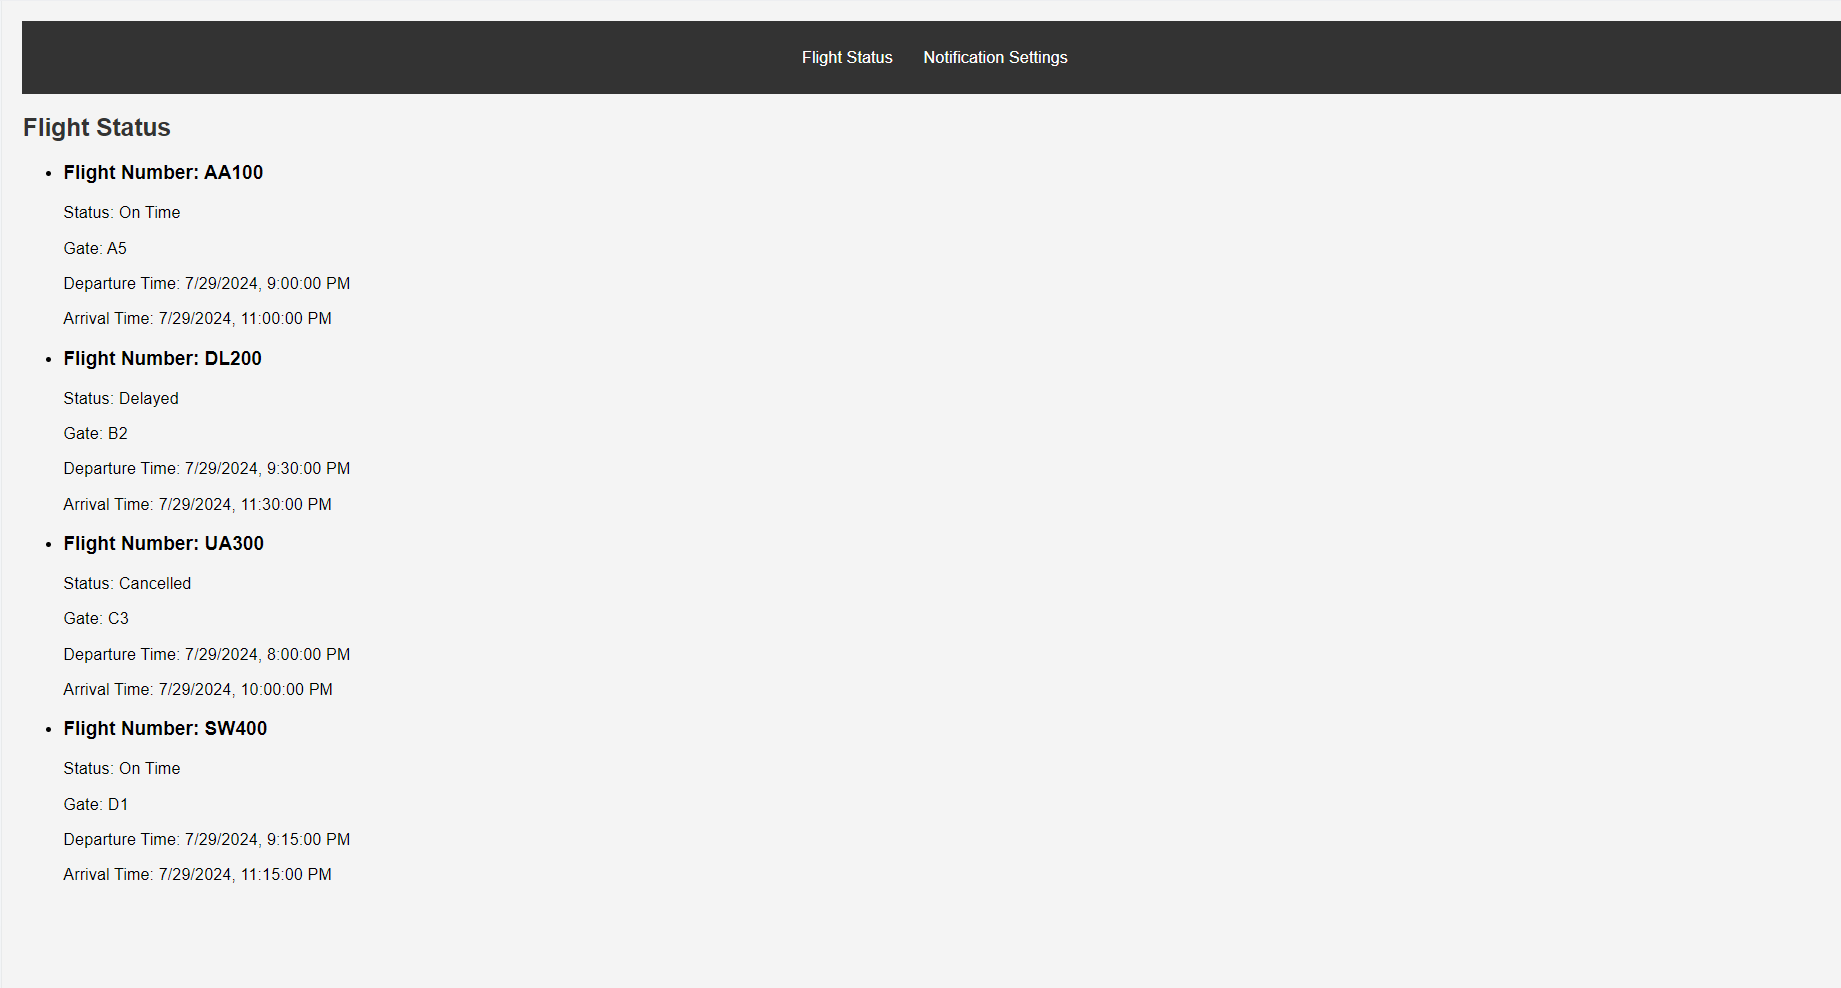 Flight Status Notification Settings
Flight Status
• Flight Number: AA100
Status: On Time
Gate: A5
Departure Time: 7/29/2024, 9:00:00 PM
Arrival Time: 7/29/2024, 11:00:00 PM
• Flight Number: DL200
Status: Delayed
Gate: B2
Departure Time: 7/29/2024, 9:30:00 PM
Arrival Time: 7/29/2024, 11:30:00 PM
• Flight Number: UA300
Status: Cancelled
Gate: C3
Departure Time: 7/29/2024, 8:00:00 PM
Arrival Time: 7/29/2024, 10:00:00 PM
• Flight Number: SW400
Status: On Time
Gate: D1
Departure Time: 7/29/2024, 9:15:00 PM
Arrival Time: 7/29/2024, 11:15:00 PM